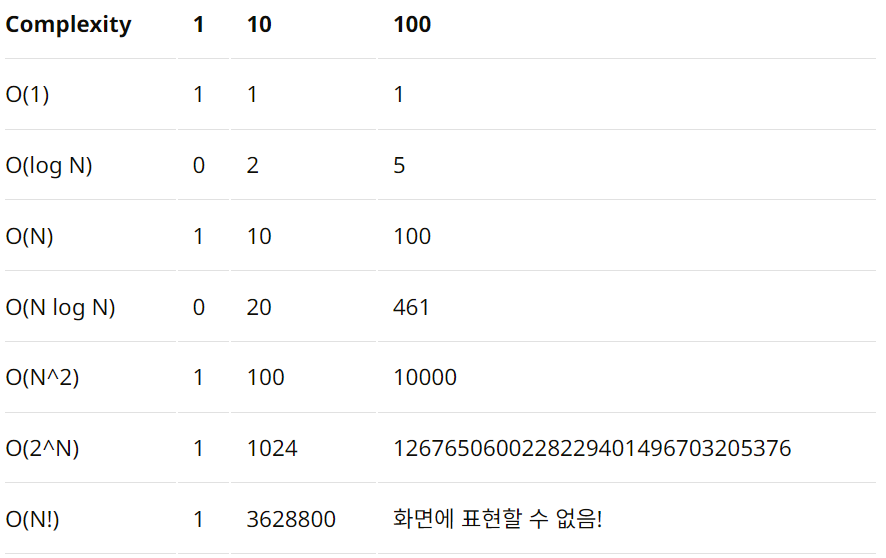 Complexity 1 10 100
O(1) 1 1 1
O(log N) 0 2 5
O(N) 1 10 100
O(N log N) 0 20 461
O(N^2) 1 100 10000
O(2^N) 1 1024 1267650600228229401496703205376
O(N!) 1 3628800 화면에 표현할 수 없음!